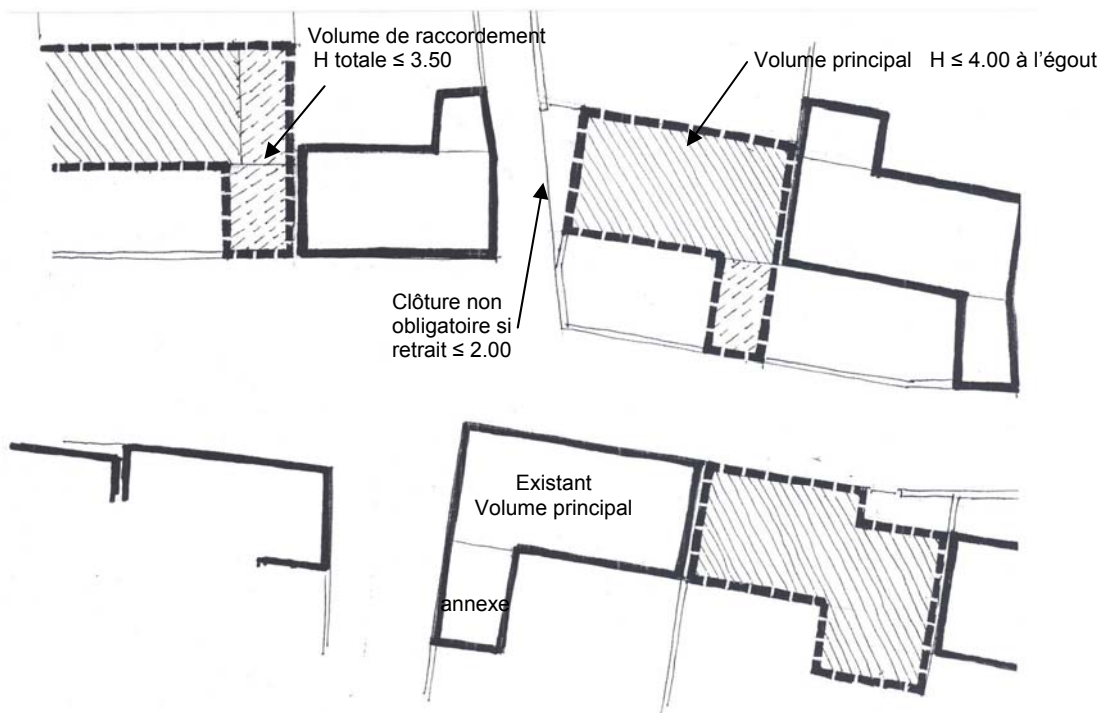 Volume de raccordement
H totale ≤ 3.50
Volume principal H ≤ 4.00 à l'égout
Clôture non
obligatoire si
retrait ≤ 2.00
Existant
Volume principal
annexe